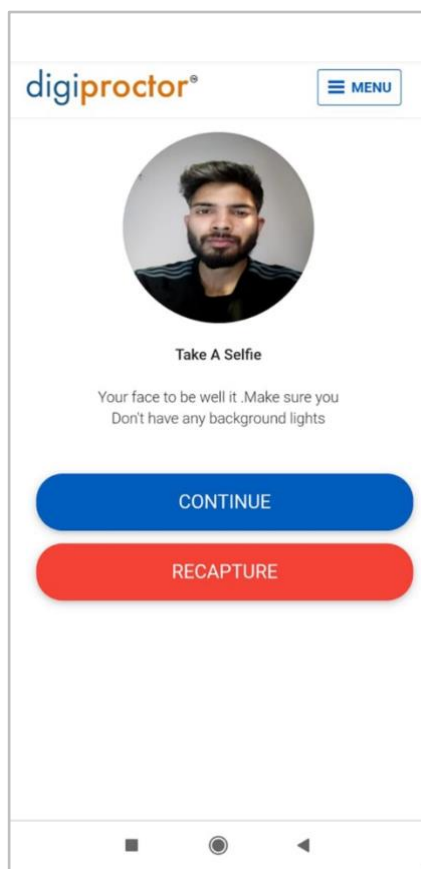 digiproctor®
MENU
Take A Selfie
Your face to be well it .Make sure you
Don't have any background lights
CONTINUE
RECAPTURE